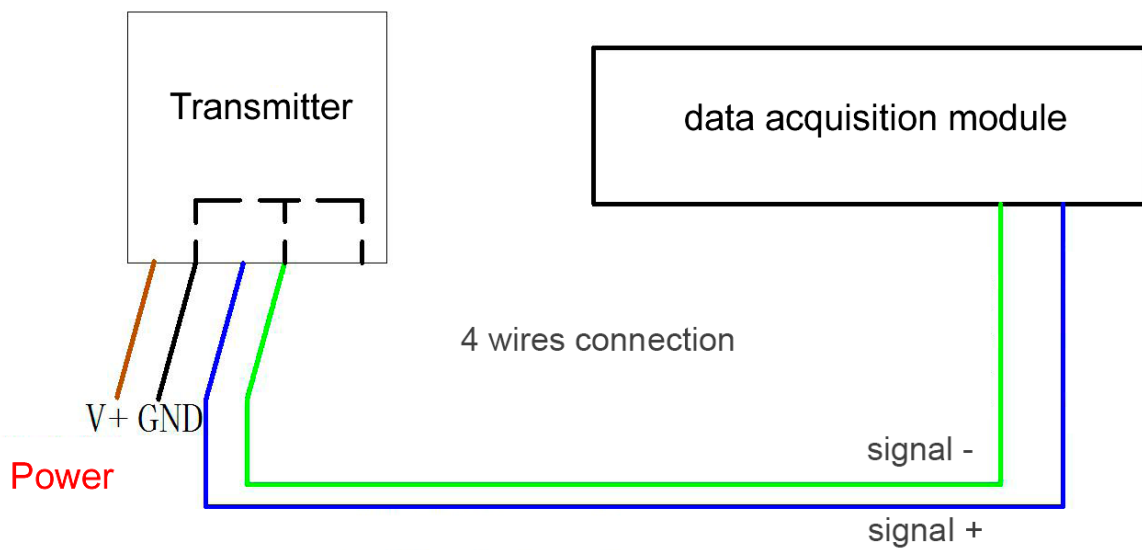 Transmitter
data acquisition module
4 wires connection
V+ GND
Power
signal -
signal +